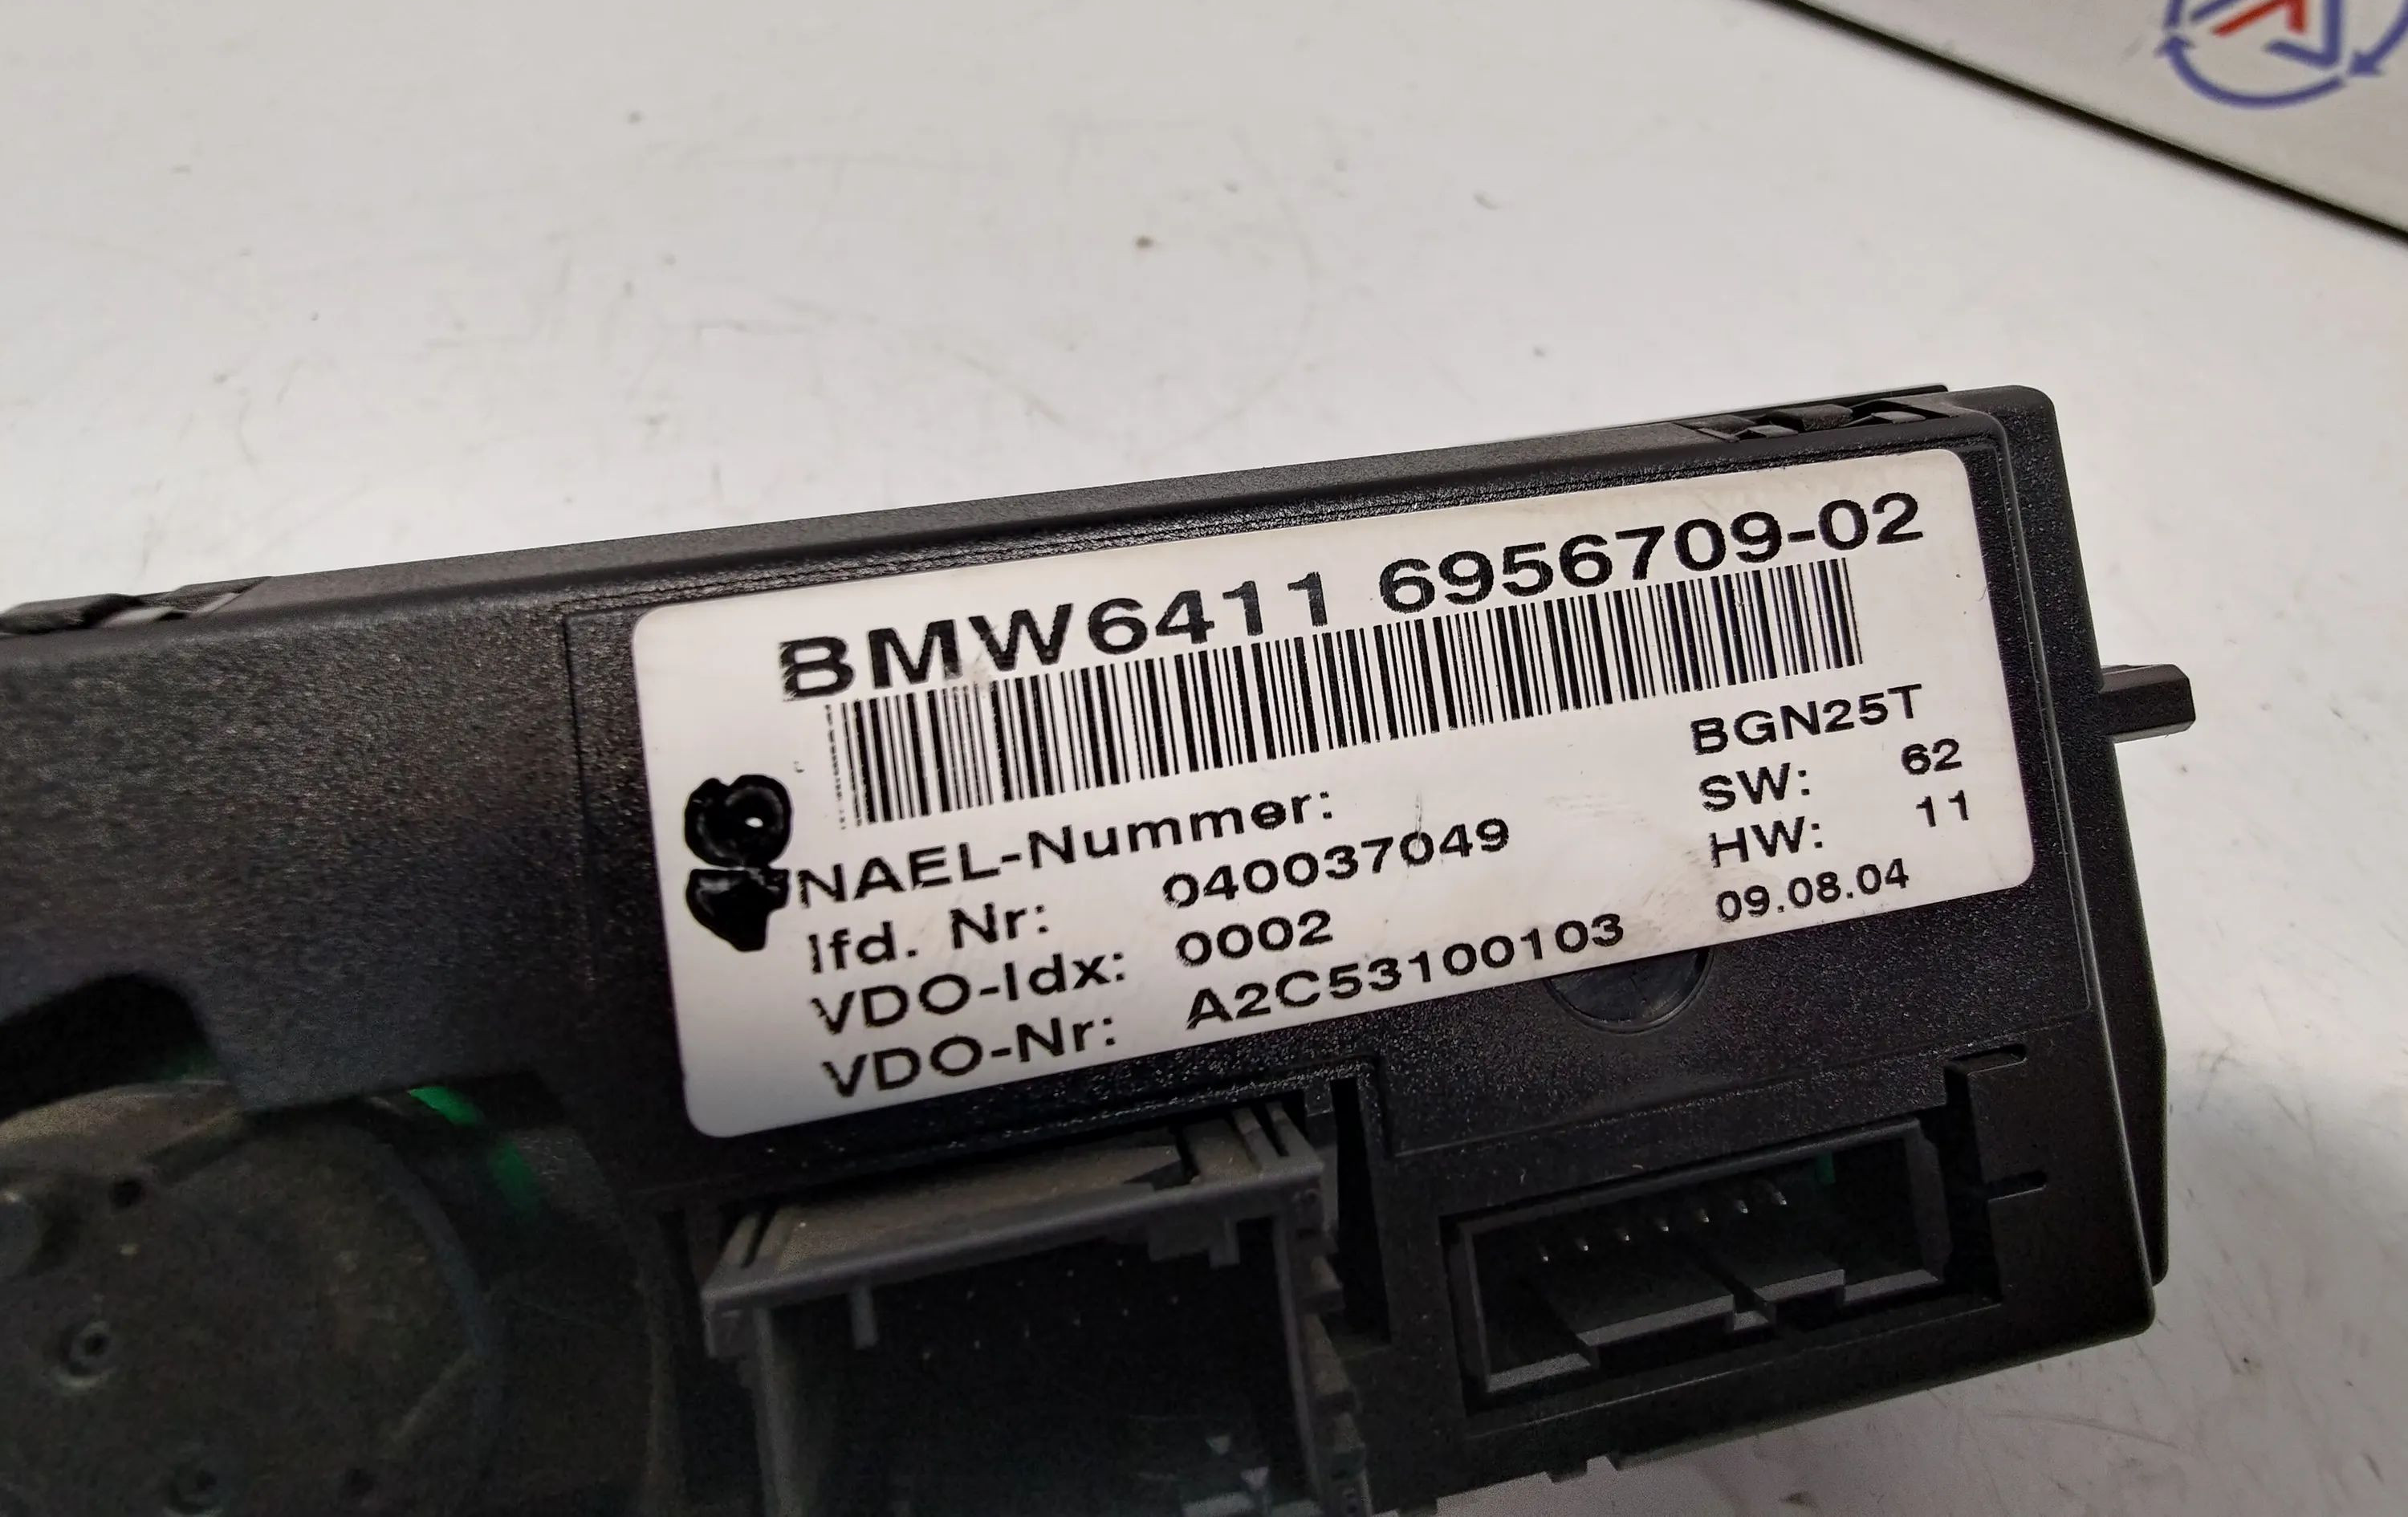 BMW6411 6956709-02
BGN25T
NAEL-Nummer:
SW: 62
lfd. Nr: 040037049
HW: 11
VDO-Idx: 0002
09.08.04
VDO-Nr: A2C53100103